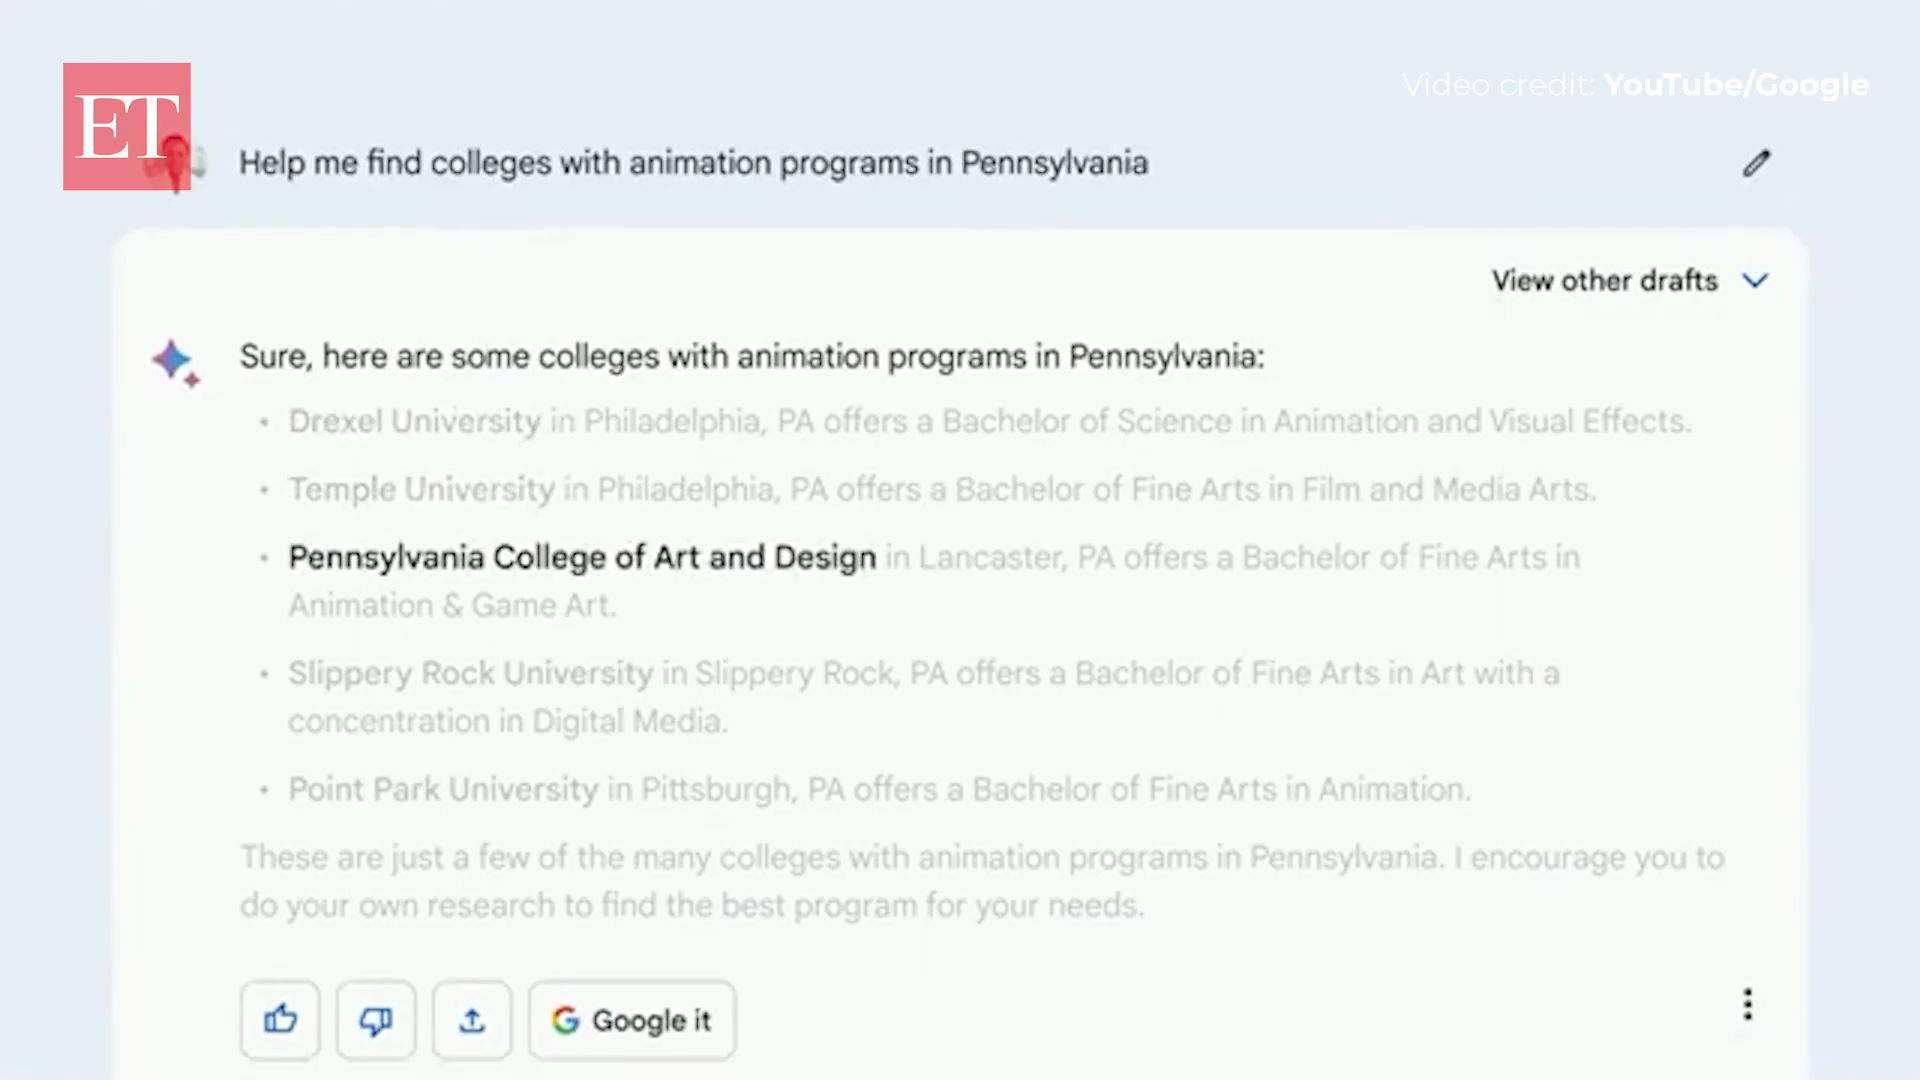 ET
Video credit: YouTube/Google
Help me find colleges with animation programs in Pennsylvania
View other drafts
Sure, here are some colleges with animation programs in Pennsylvania:
• Drexel University in Philadelphia, PA offers a Bachelor of Science in Animation and Visual Effects.
• Temple University in Philadelphia, PA offers a Bachelor of Fine Arts in Film and Media Arts.
• Pennsylvania College of Art and Design in Lancaster, PA offers a Bachelor of Fine Arts in
Animation & Game Art.
• Slippery Rock University in Slippery Rock, PA offers a Bachelor of Fine Arts in Art with a
concentration in Digital Media.
• Point Park University in Pittsburgh, PA offers a Bachelor of Fine Arts in Animation.
These are just a few of the many colleges with animation programs in Pennsylvania. I encourage you to
do your own research to find the best program for your needs.
Google it